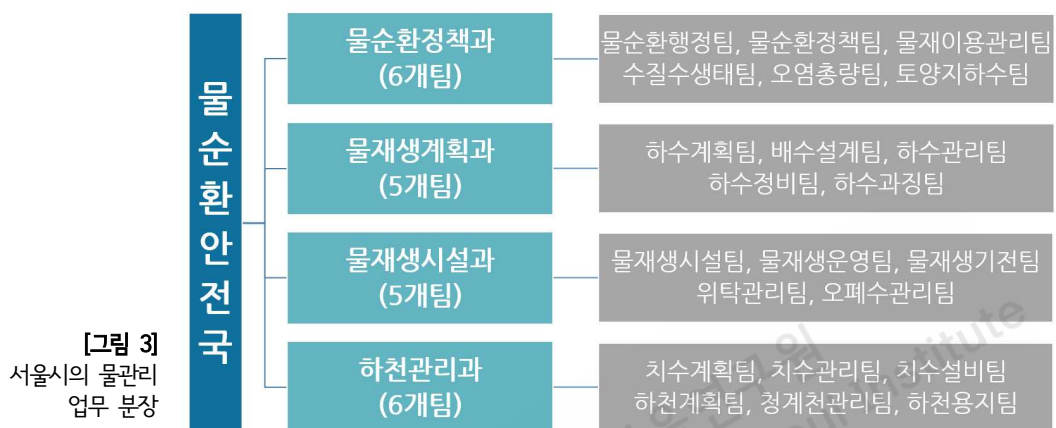 물순환안전국
물순환정책과
(6개팀)
물순환행정팀, 물순환정책팀, 물재이용관리팀
수질수생태팀, 오염총량팀, 토양지하수팀
물재생계획과
(5개팀)
하수계획팀, 배수설계팀, 하수관리팀
하수정비팀, 하수과징팀
물재생시설과
(5개팀)
물재생시설팀, 물재생운영팀, 물재생기전팀
위탁관리팀, 오폐수관리팀
하천관리과
(6개팀)
치수계획팀, 치수관리팀, 치수설비팀
하천계획팀, 청계천관리팀, 하천용지팀
[그림 3]
서울시의 물관리
업무 분장